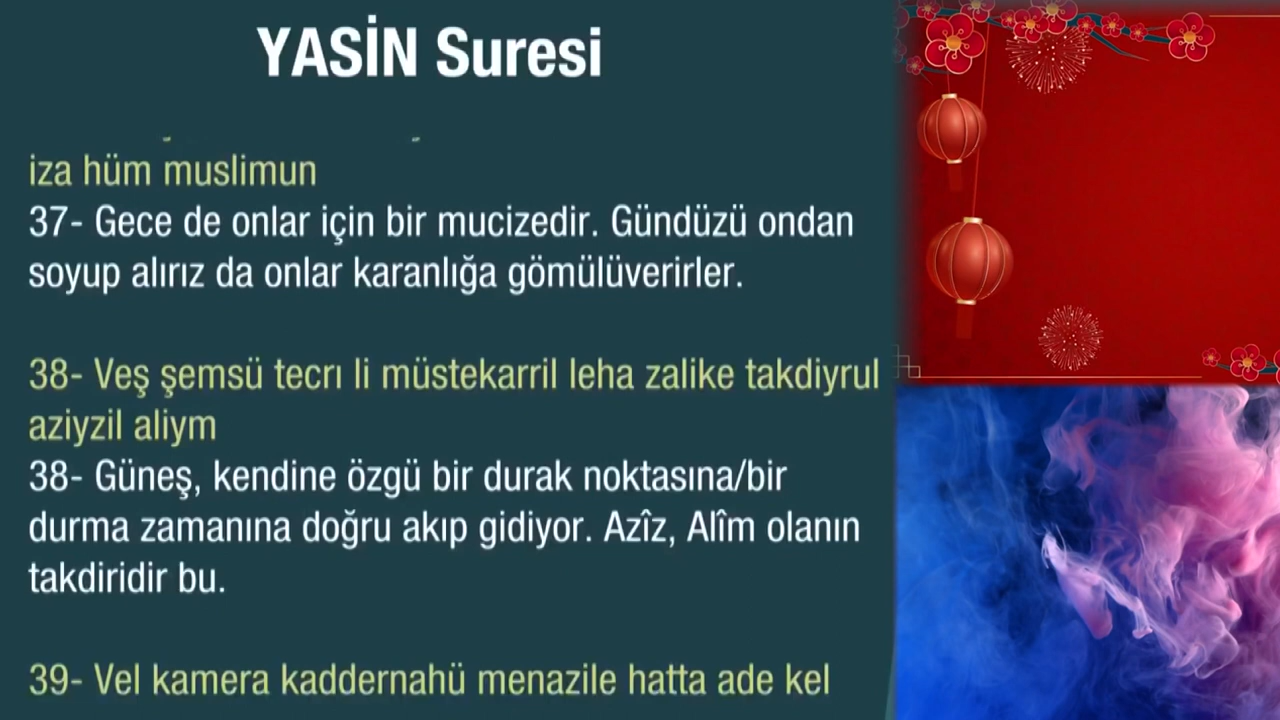 YASİN Suresi
iza hüm muslimun
37- Gece de onlar için bir mucizedir. Gündüzü ondan
soyup alırız da onlar karanlığa gömülüverirler.
38- Veş şemsü tecrı li müstekarril leha zalike takdiyrul
aziyzil aliym
38- Güneş, kendine özgü bir durak noktasına/bir
durma zamanına doğru akıp gidiyor. Azîz, Alîm olanın
takdiridir bu.
39- Vel kamera kaddernahü menazile hatta ade kel